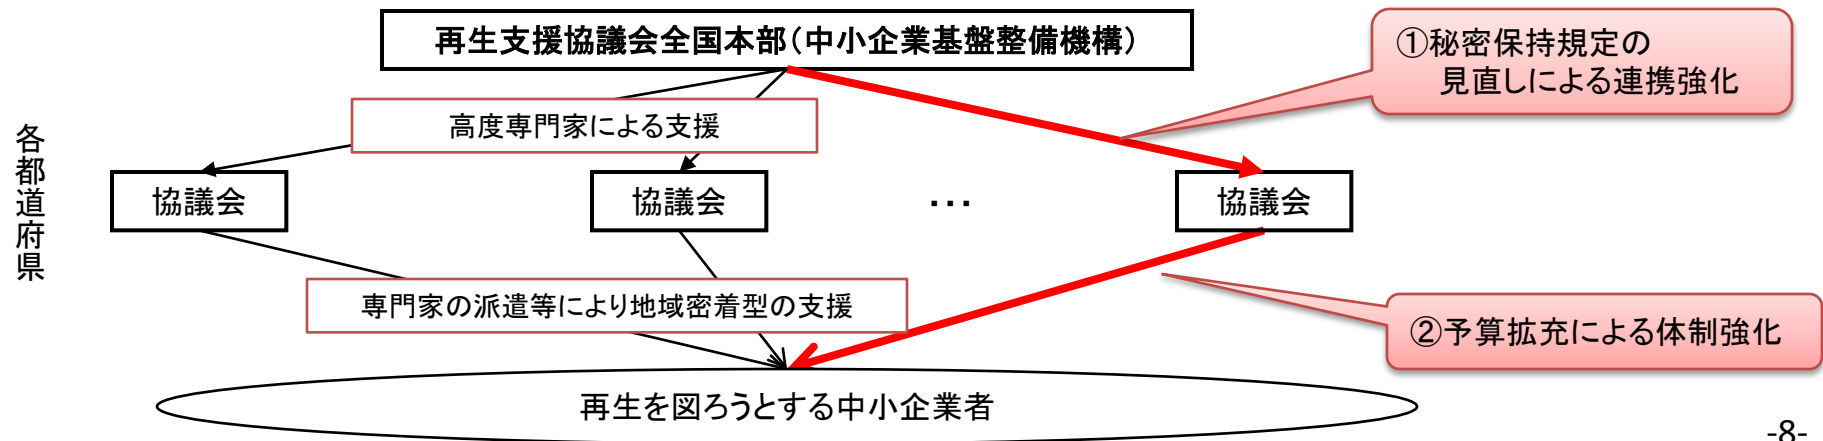 再生支援協議会全国本部(中小企業基盤整備機構)
①秘密保持規定の
見直しによる連携強化
高度専門家による支援
各都道府県
協議会
協議会
・・・
協議会
専門家の派遣等により地域密着型の支援
②予算拡充による体制強化
再生を図ろうとする中小企業者
-8-